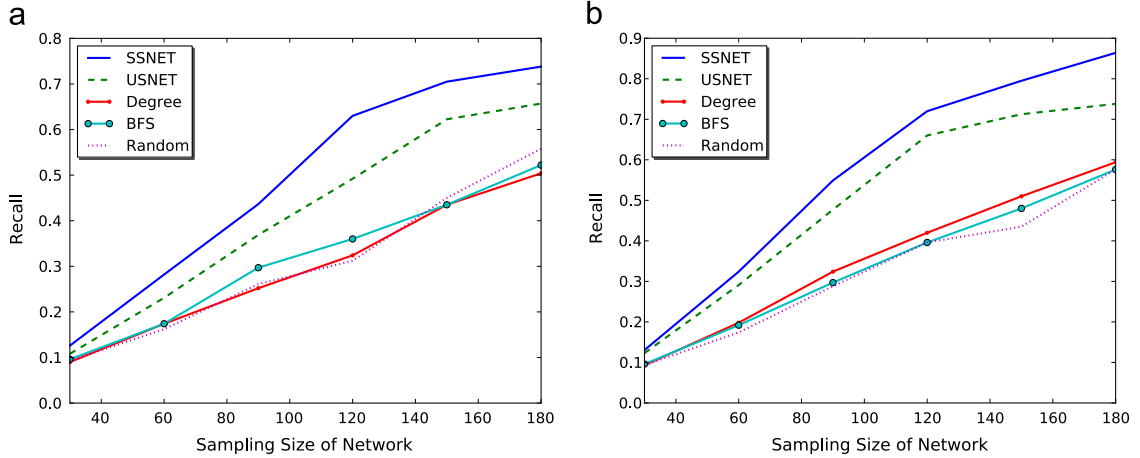 a
0.8
0.7
0.6
0.5
0.4
0.3
0.2
0.1
0.0
Recall
SSNET
USNET
Degree
BFS
Random
40 60 80 100 120 140 160 180
Sampling Size of Network
b
0.9
0.8
0.7
0.6
0.5
0.4
0.3
0.2
0.1
0.0
Recall
SSNET
USNET
Degree
BFS
Random
40 60 80 100 120 140 160 180
Sampling Size of Network